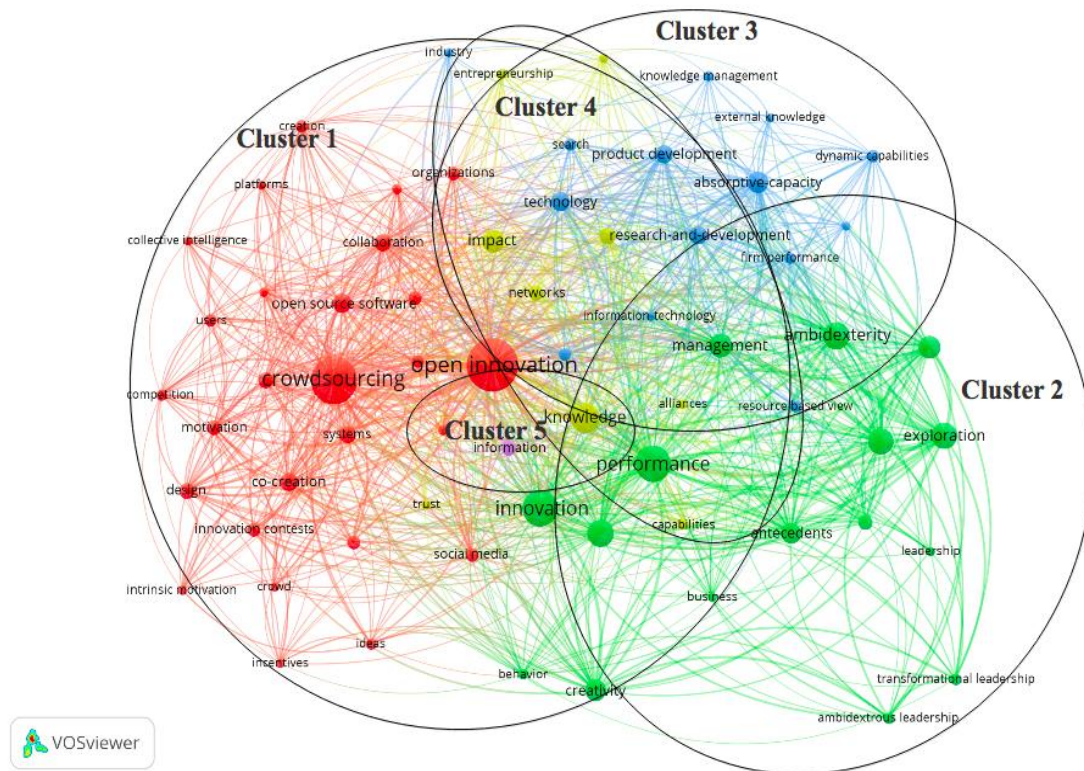 Cluster 3
industry
entrepreneurship
knowledge management
Cluster 4
external knowledge
creation
Cluster 1
search
product development
dynamic capabilities
organizations
absorptive-capacity
platforms
technology
collective intelligence
collaboration
impact
research-and-development
firm performance
networks
open source software
users
information-technology
ambidexterity
management
open innovation
crowdsourcing
competition
Cluster 2
alliances
resource based view
knowledge
motivation
systems
Cluster 5
exploration
information
performance
design
co-creation
trust
innovation
capabilities
innovation contests
antecedents
social media
leadership
intrinsic motivation
crowd
business
ideas
incentives
behavior
creativity
transformational leadership
ambidextrous leadership
VOSviewer